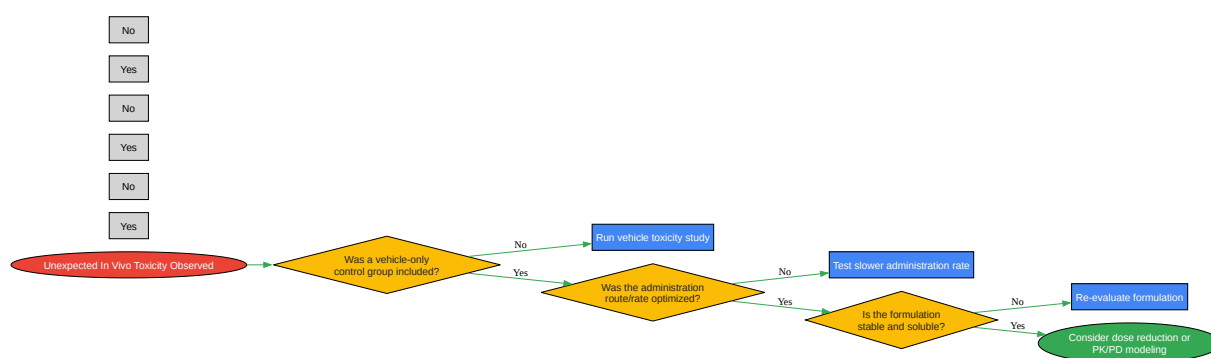 No
Yes
No
Yes
No
Yes
Unexpected In Vivo Toxicity Observed
Was a vehicle-only
control group included?
No
Yes
Run vehicle toxicity study
Was the administration
route/rate optimized?
No
Yes
Test slower administration rate
Is the formulation
stable and soluble?
No
Yes
Re-evaluate formulation
Consider dose reduction or
PK/PD modeling